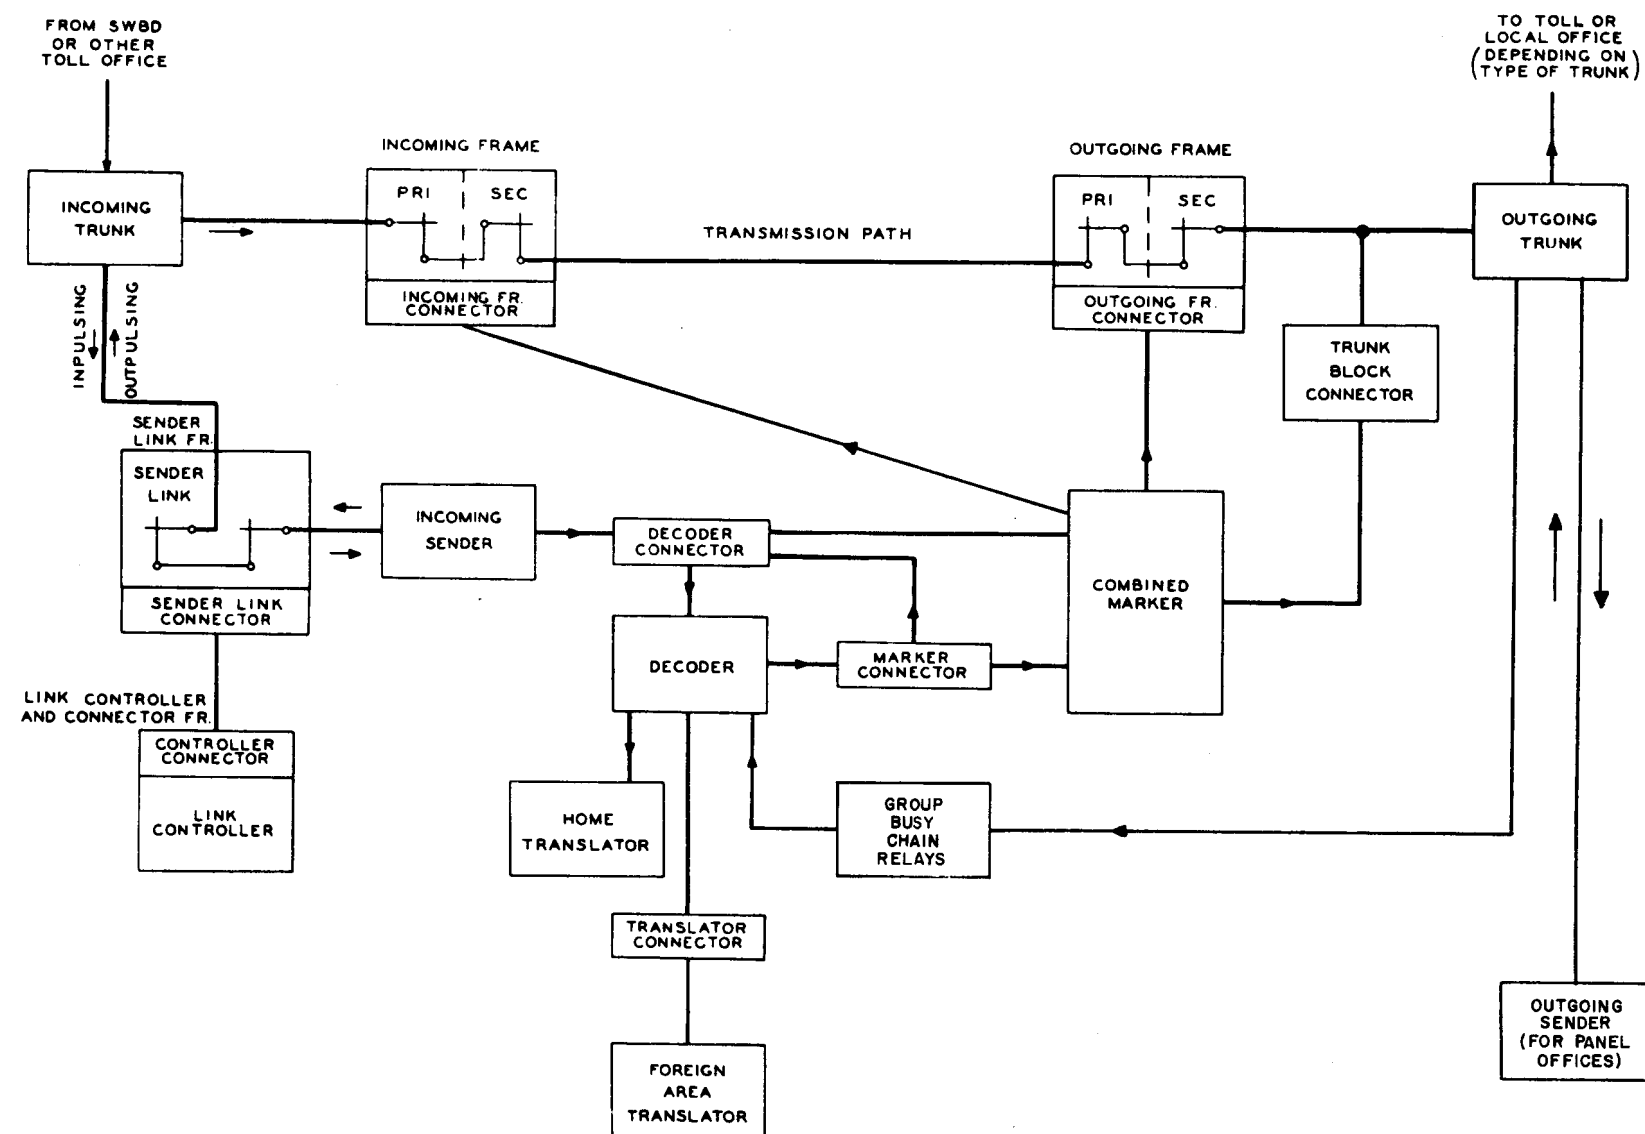 FROM SWBD
OR OTHER
TOLL OFFICE
TO TOLL OR
LOCAL OFFICE
(DEPENDING ON
TYPE OF TRUNK)
INCOMING FRAME
OUTGOING FRAME
INCOMING
TRUNK
PRI
SEC
INCOMING FR.
CONNECTOR
TRANSMISSION PATH
PRI
SEC
OUTGOING FR.
CONNECTOR
OUTGOING
TRUNK
INPULSING
OUTPULSING
TRUNK
BLOCK
CONNECTOR
SENDER
LINK FR.
SENDER
LINK
SENDER LINK
CONNECTOR
INCOMING
SENDER
DECODER
CONNECTOR
COMBINED
MARKER
DECODER
MARKER
CONNECTOR
LINK CONTROLLER
AND CONNECTOR FR.
CONTROLLER
CONNECTOR
LINK
CONTROLLER
HOME
TRANSLATOR
GROUP
BUSY
CHAIN
RELAYS
TRANSLATOR
CONNECTOR
FOREIGN
AREA
TRANSLATOR
OUTGOING
SENDER
(FOR PANEL
OFFICES)